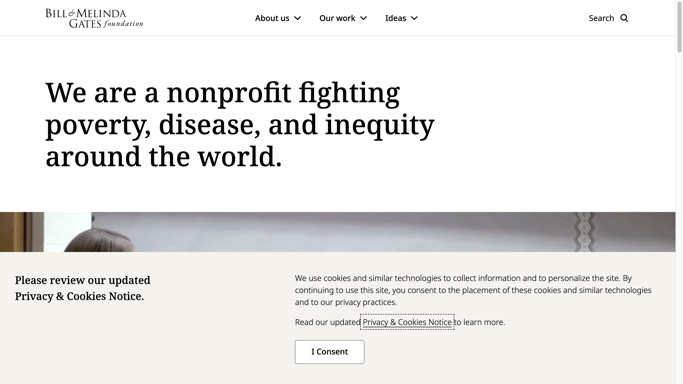 BILL & MELINDA
GATES foundation
About us
Our work
Ideas
Search
We are a nonprofit fighting
poverty, disease, and inequity
around the world.
Please review our updated
Privacy & Cookies Notice.
We use cookies and similar technologies to collect information and to personalize the site. By
continuing to use this site, you consent to the placement of these cookies and similar technologies
and to our privacy practices.
Read our updated Privacy & Cookies Notice to learn more.
I Consent